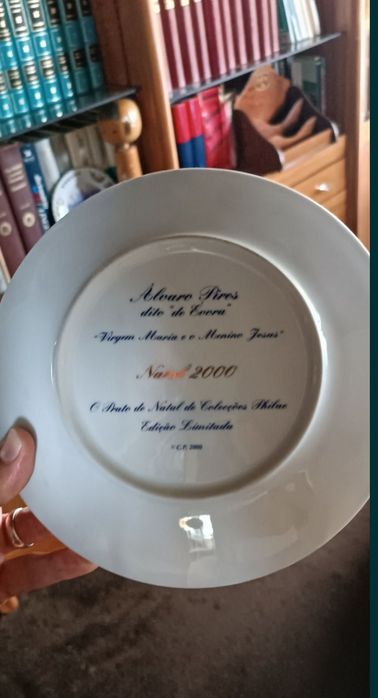 Álvaro Pires
dito "de Évora"
"Virgem Maria e o Menino Jesus"
Natal 2000
O Prato de Natal de Colecções Philae
Edição Limitada
© C.P. 2000